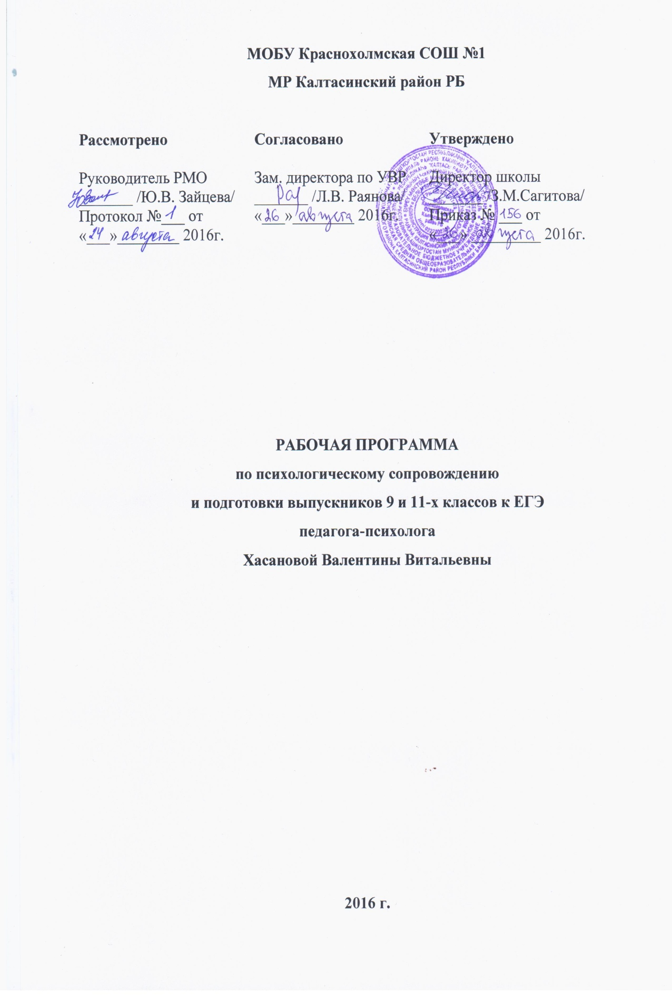 МОБУ Краснохолмская СОШ №1
МР Калтасинский район РБ
Рассмотрено
Руководитель РМО
/Ю.В. Зайцева/
Протокол № 1 от
«24» августа 2016г.
Согласовано
Зам. директора по УВР
/Л.В. Раянова/
«26» августа 2016г.
Утверждено
Директор школы
/З.М.Сагитова/
Приказ № 156 от
«26» августа 2016г.
РАБОЧАЯ ПРОГРАММА
по психологическому сопровождению
и подготовки выпускников 9 и 11-х классов к ЕГЭ
педагога-психолога
Хасановой Валентины Витальевны
2016 г.